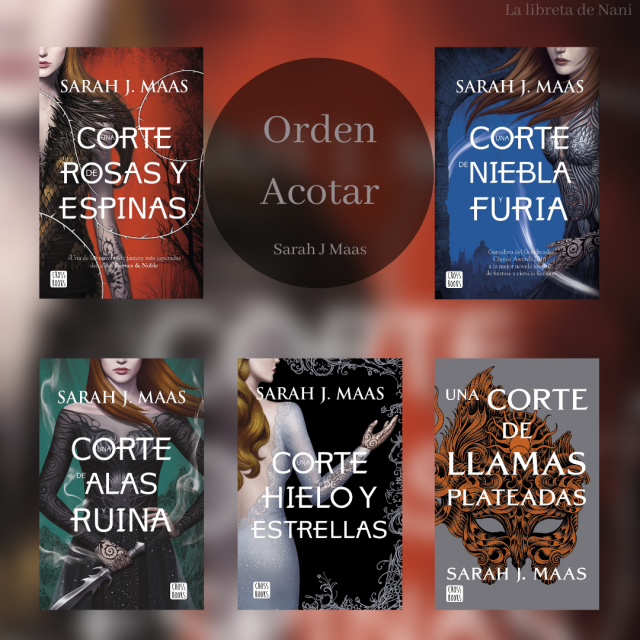 La libreta de Nani
SARAH J. MAAS
UNA
CORTE
DE
ROSAS Y
ESPINAS
CROSS
BOOKS
Orden
Acotar
Sarah J Maas
SARAH J. MAAS
UNA
CORTE
DE
NIEBLA
Y
FURIA
CROSS
BOOKS
SARAH J. MAAS
UNA
CORTE
DE
ALAS
Y
RUINA
CROSS
BOOKS
SARAH J. MAAS
UNA
CORTE
DE
HIELO Y
ESTRELLAS
CROSS
BOOKS
UNA CORTE
DE
LLAMAS
PLATEADAS
SARAH J. MAAS
CROSS
BOOKS